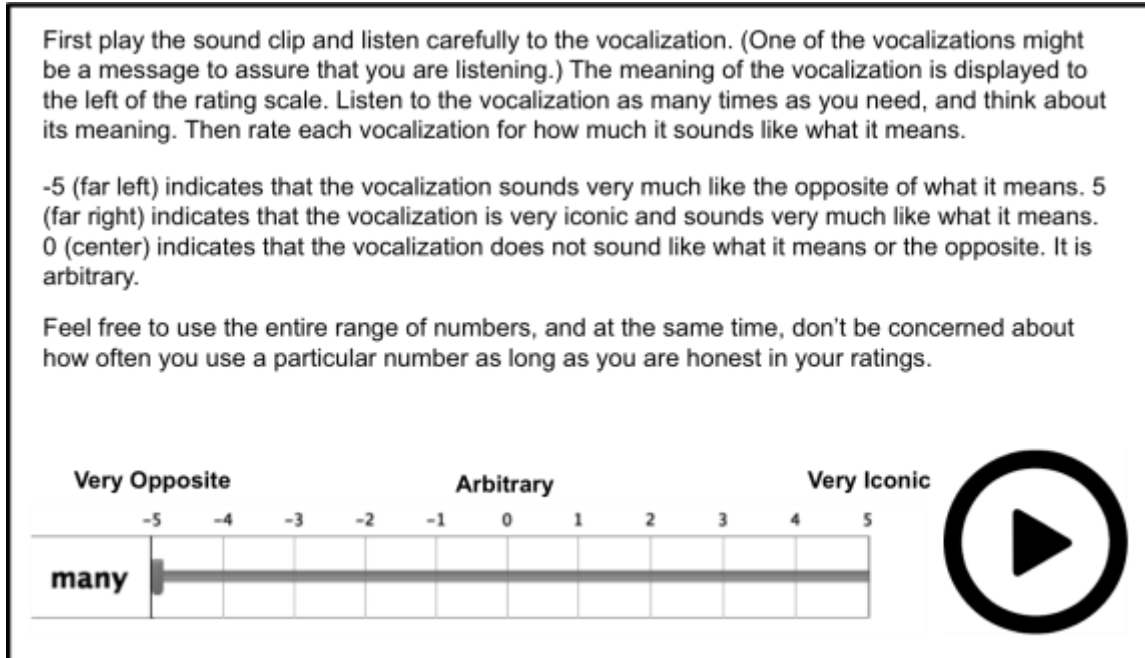 First play the sound clip and listen carefully to the vocalization. (One of the vocalizations might
be a message to assure that you are listening.) The meaning of the vocalization is displayed to
the left of the rating scale. Listen to the vocalization as many times as you need, and think about
its meaning. Then rate each vocalization for how much it sounds like what it means.
-5 (far left) indicates that the vocalization sounds very much like the opposite of what it means. 5
(far right) indicates that the vocalization is very iconic and sounds very much like what it means.
0 (center) indicates that the vocalization does not sound like what it means or the opposite. It is
arbitrary.
Feel free to use the entire range of numbers, and at the same time, don't be concerned about
how often you use a particular number as long as you are honest in your ratings.
Very Opposite Arbitrary Very Iconic
-5 -4 -3 -2 -1 0 1 2 3 4 5
many